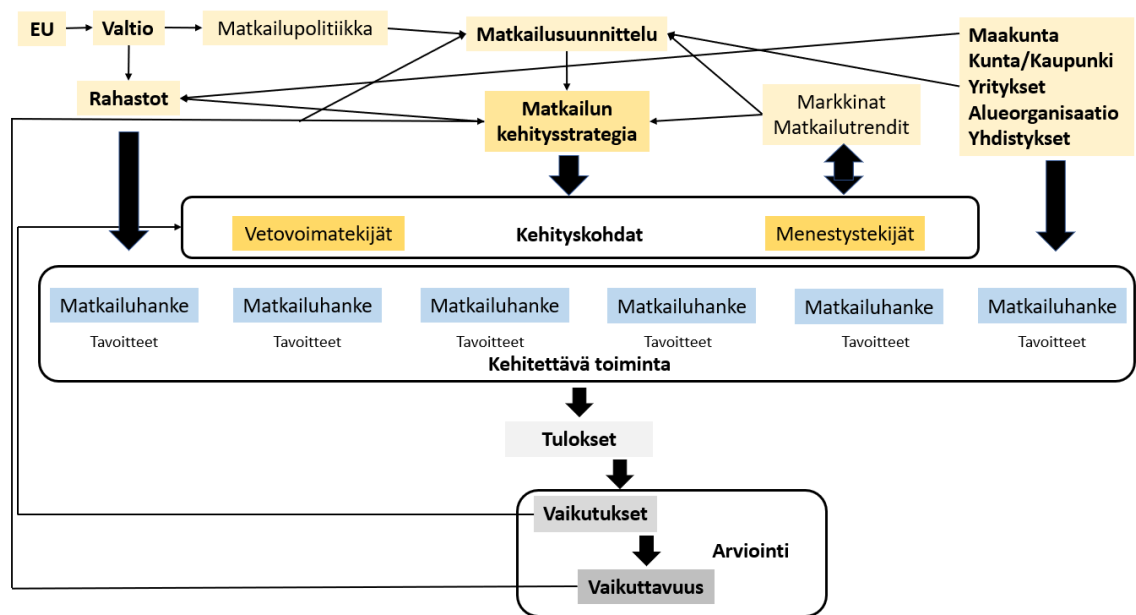 EU
Valtio
Matkailupolitiikka
Matkailusuunnittelu
Maakunta
Kunta/Kaupunki
Yritykset
Alueorganisaatio
Yhdistykset
Rahastot
Matkailun
kehitysstrategia
Markkinat
Matkailutrendit
Vetovoimatekijät
Kehityskohdat
Menestystekijät
Matkailuhanke
Matkailuhanke
Matkailuhanke
Matkailuhanke
Matkailuhanke
Matkailuhanke
Tavoitteet
Tavoitteet
Tavoitteet
Tavoitteet
Tavoitteet
Tavoitteet
Kehitettävä toiminta
Tulokset
Vaikutukset
Arviointi
Vaikuttavuus